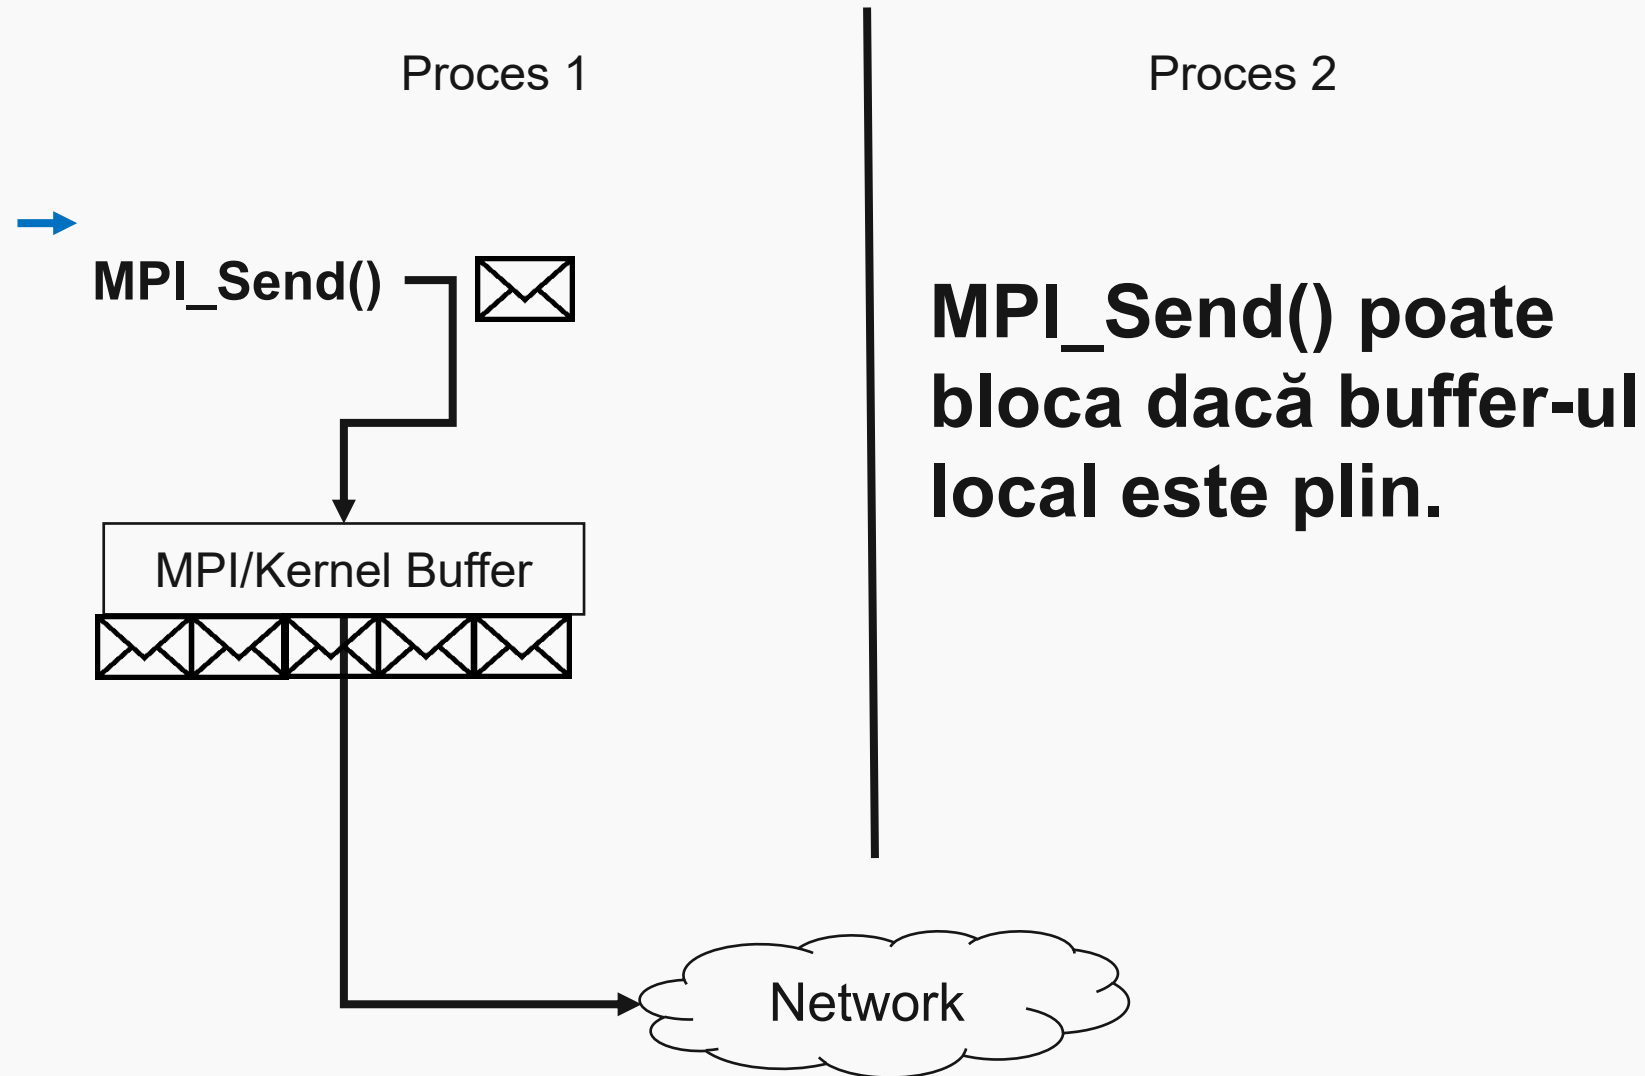 Proces 1
Proces 2
MPI_Send()
MPI_Send() poate
bloca dacă buffer-ul
local este plin.
MPI/Kernel Buffer
Network